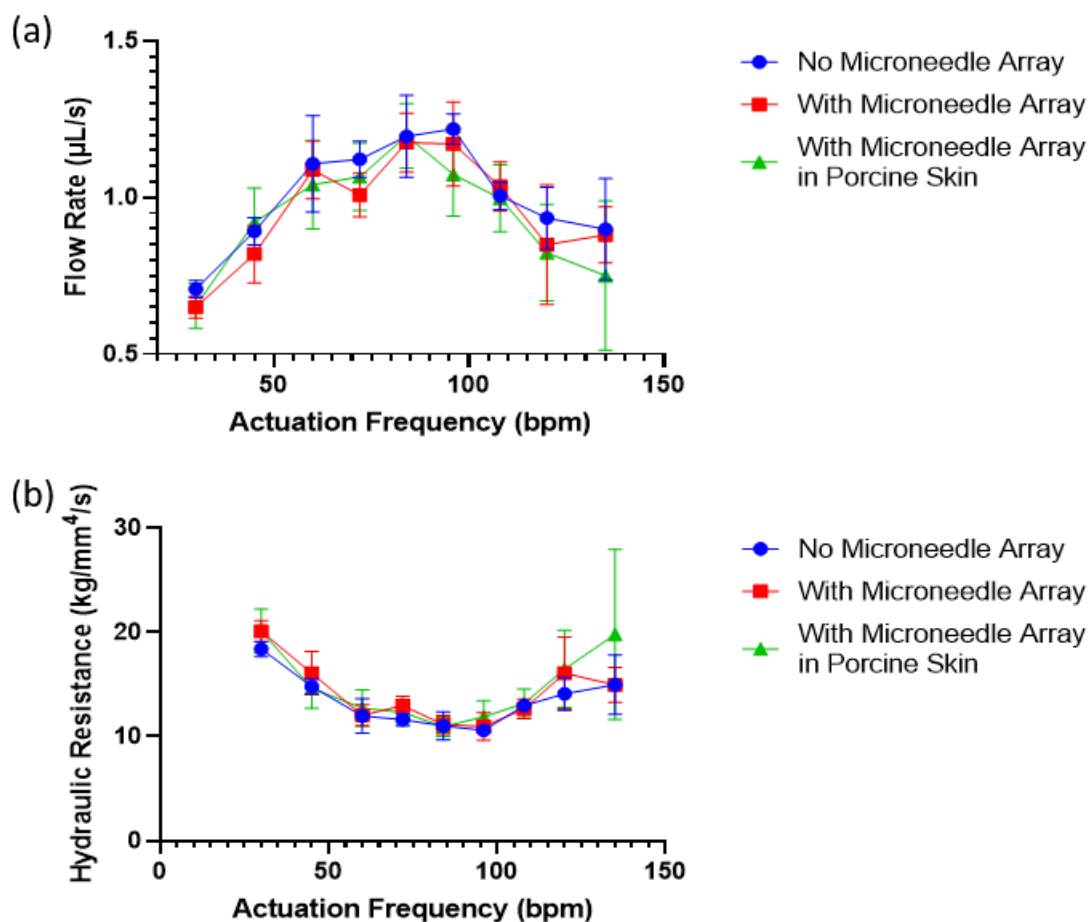 (a)
1.5
1.0
0.5
Flow Rate (µL/s)
50
100
150
Actuation Frequency (bpm)
No Microneedle Array
With Microneedle Array
With Microneedle Array
in Porcine Skin
(b)
30
20
10
0
Hydraulic Resistance (kg/mm⁴/s)
0
50
100
150
Actuation Frequency (bpm)
No Microneedle Array
With Microneedle Array
With Microneedle Array
in Porcine Skin